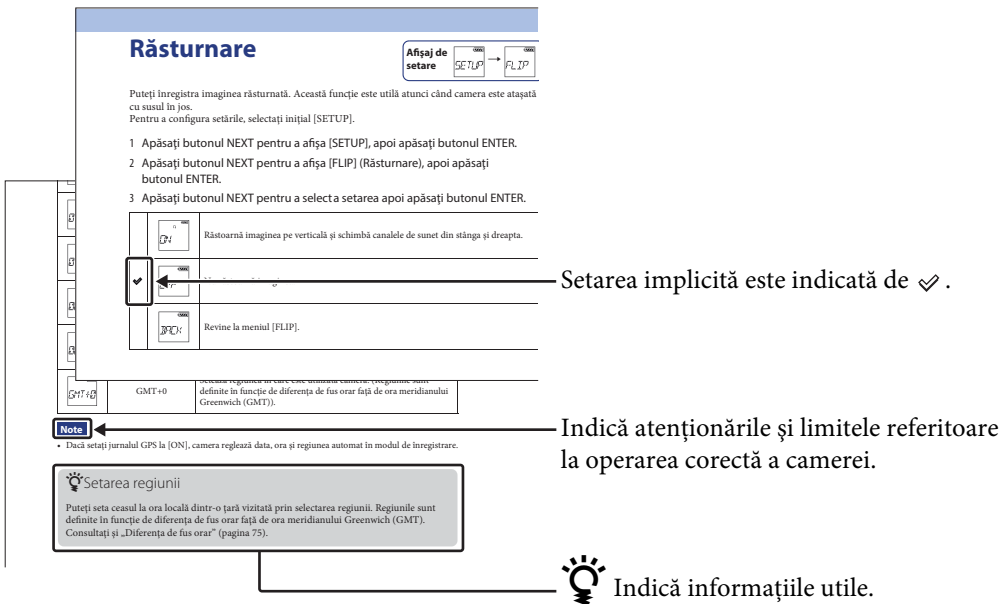 Răsturnare
Afişaj de
setare
SETUP → FLIP
Puteţi înregistra imaginea răsturnată. Această funcţie este utilă atunci când camera este ataşată
cu susul în jos.
Pentru a configura setările, selectaţi iniţial [SETUP].
1 Apăsaţi butonul NEXT pentru a afişa [SETUP], apoi apăsaţi butonul ENTER.
2 Apăsaţi butonul NEXT pentru a afişa [FLIP] (Răsturnare), apoi apăsaţi
butonul ENTER.
3 Apăsaţi butonul NEXT pentru a selecta setarea apoi apăsaţi butonul ENTER.
ON
Răstoarnă imaginea pe verticală şi schimbă canalele de sunet din stânga şi dreapta.
Setarea implicită este indicată de ✓.
BACK
Revine la meniul [FLIP].
GMT+0
GMT+0
definite în funcţie de diferenţa de fus orar faţă de ora meridianului
Greenwich (GMT)).
Note
Indică atenţionările şi limitele referitoare
la operarea corectă a camerei.
• Dacă setaţi jurnalul GPS la [ON], camera reglează data, ora şi regiunea automat în modul de înregistrare.
Setarea regiunii
Puteţi seta ceasul la ora locală dintr-o ţară vizitată prin selectarea regiunii. Regiunile sunt
definite în funcţie de diferenţa de fus orar faţă de ora meridianului Greenwich (GMT).
Consultaţi şi „Diferenţa de fus orar” (pagina 75).
Indică informaţiile utile.